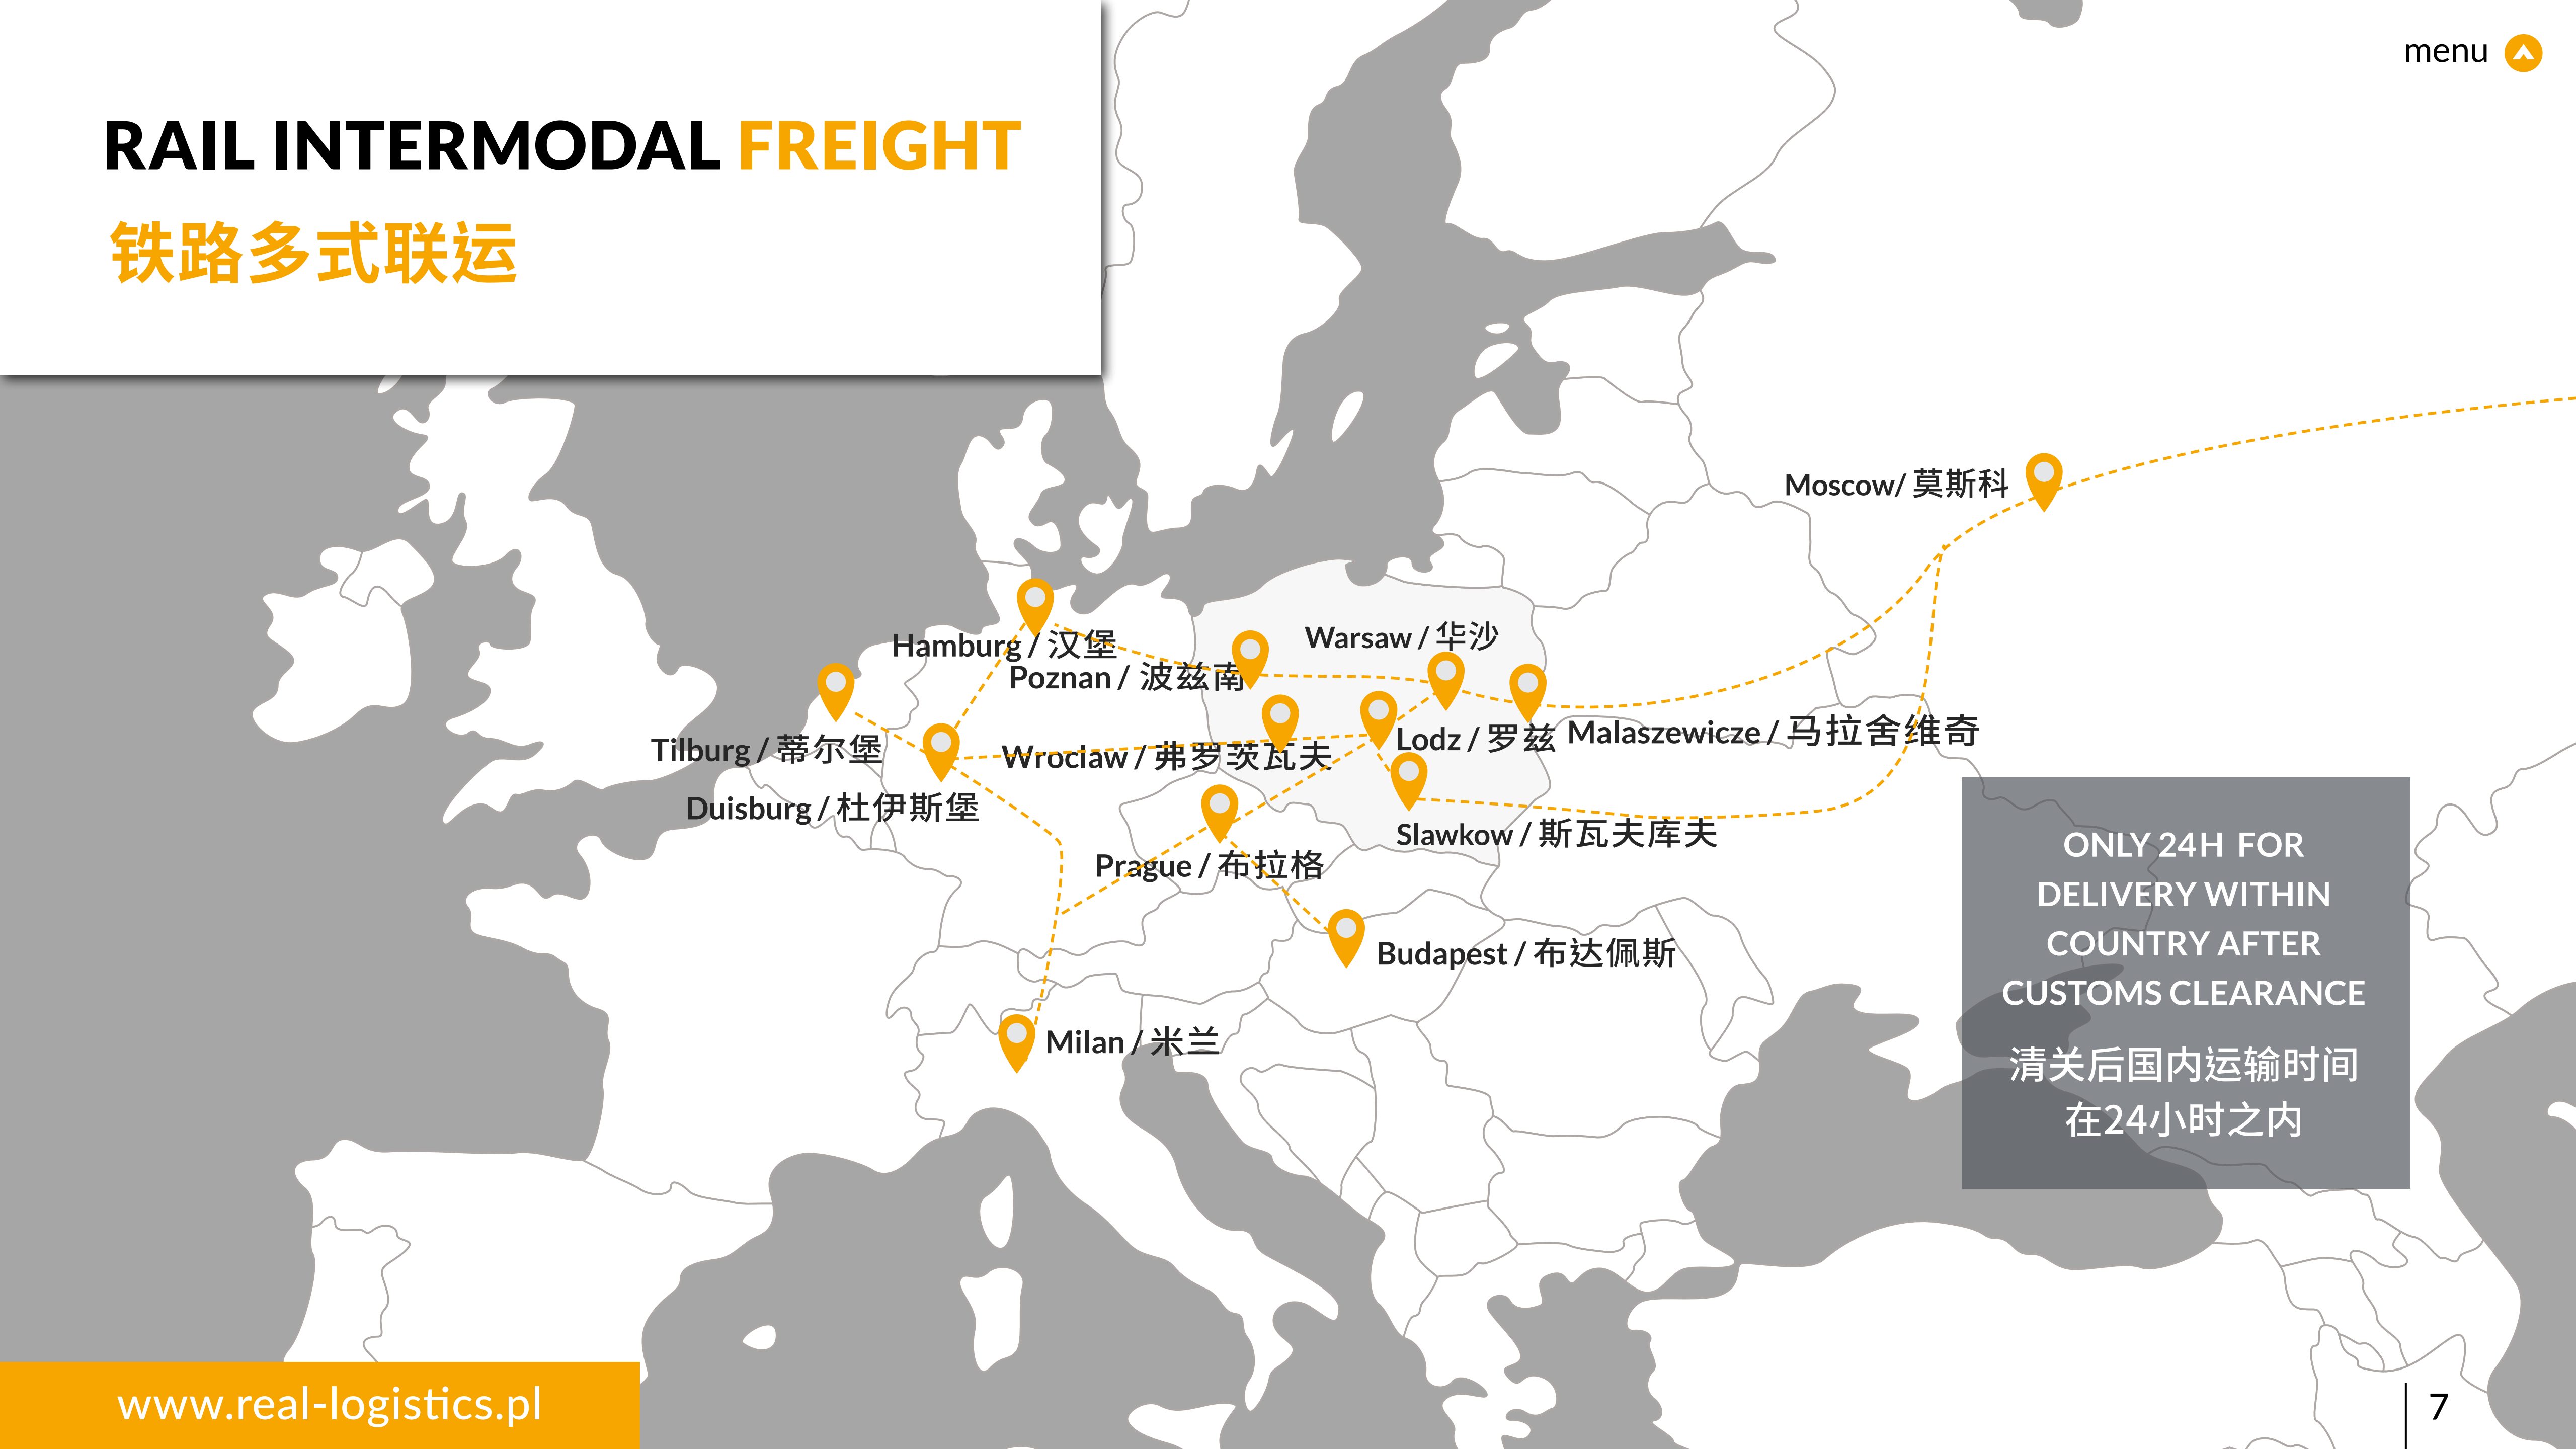 menu
RAIL INTERMODAL FREIGHT
铁路多式联运
Moscow/ 莫斯科
Hamburg / 汉堡
Warsaw / 华沙
Poznan / 波兹南
Tilburg / 蒂尔堡
Wroclaw / 弗罗茨瓦夫
Lodz / 罗兹
Malaszewicze / 马拉舍维奇
Duisburg / 杜伊斯堡
Slawkow / 斯瓦夫库夫
Prague / 布拉格
Budapest / 布达佩斯
Milan / 米兰
ONLY 24H FOR
DELIVERY WITHIN
COUNTRY AFTER
CUSTOMS CLEARANCE
清关后国内运输时间
在24小时之内
www.real-logistics.pl
7